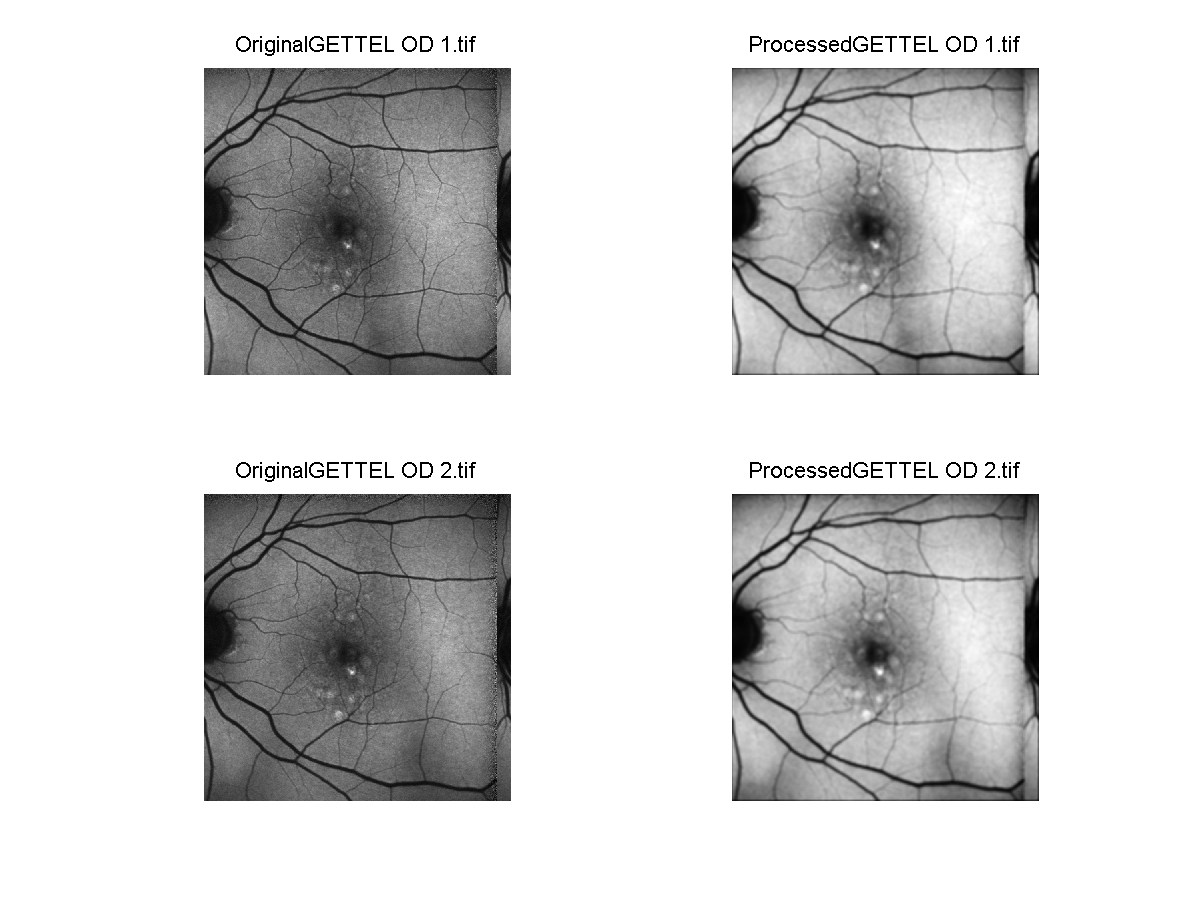 OriginalGETTEL OD 1.tif
ProcessedGETTEL OD 1.tif
OriginalGETTEL OD 2.tif
ProcessedGETTEL OD 2.tif